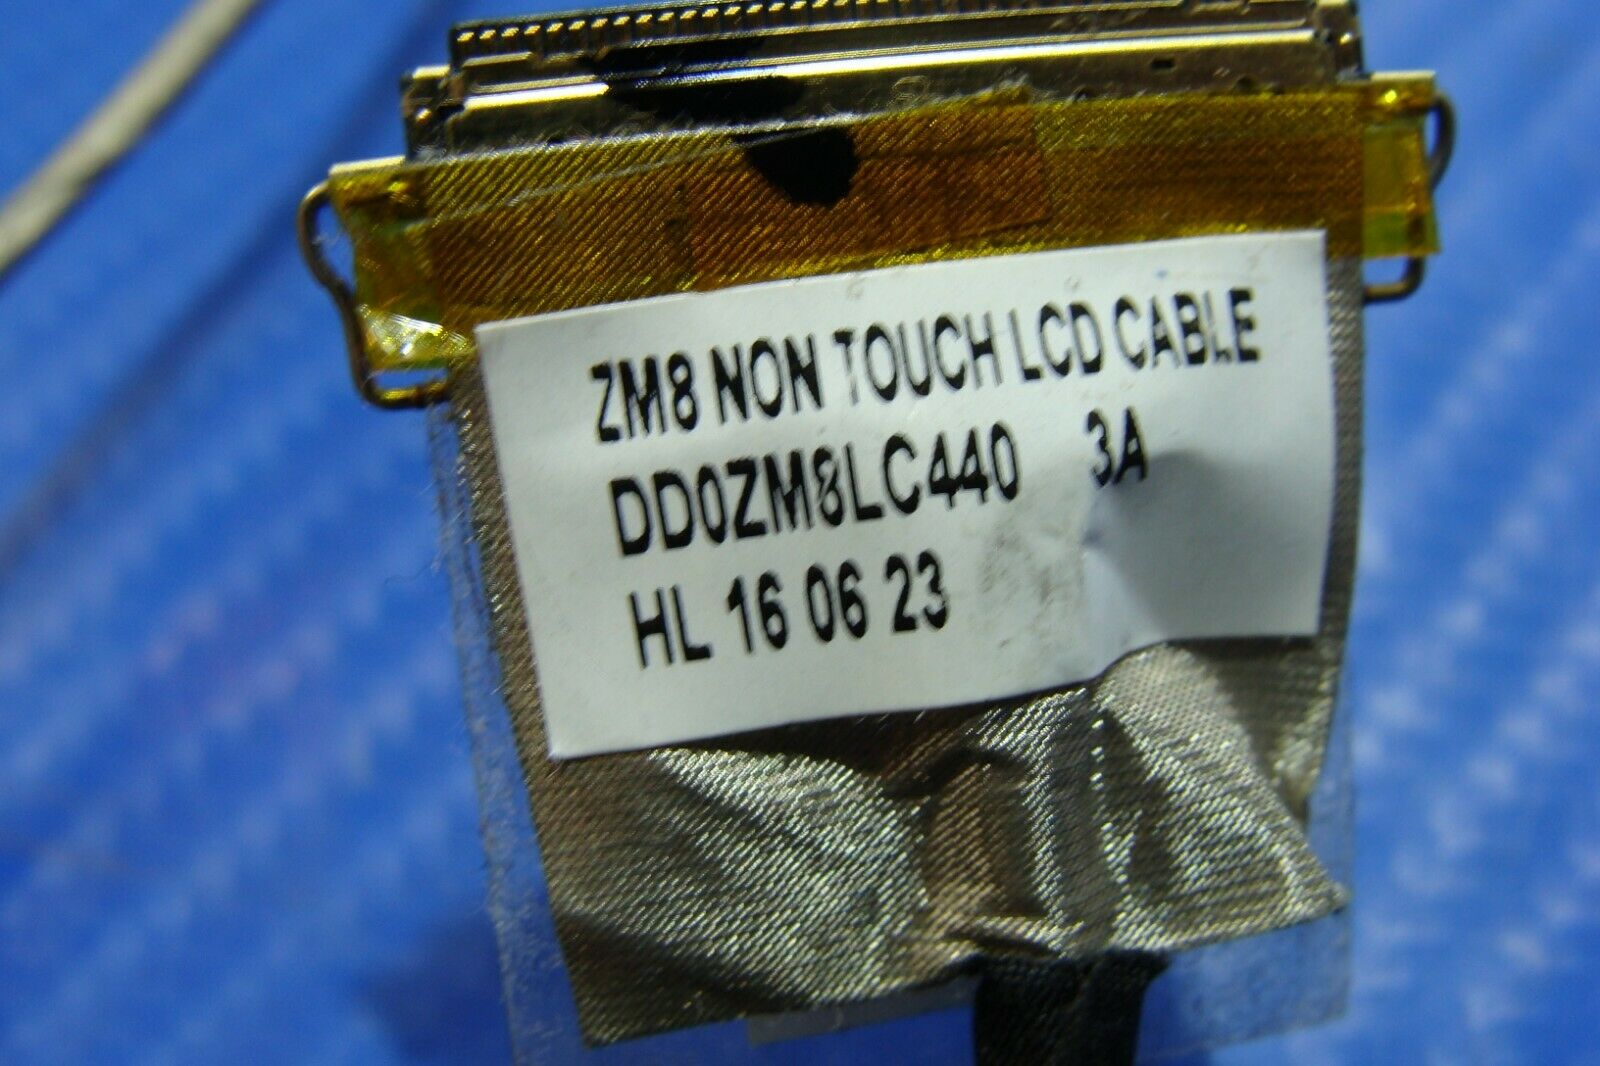 ZM8 NON TOUCH LCD CABLE
DD0ZM8LC440 3A
HL 16 06 23